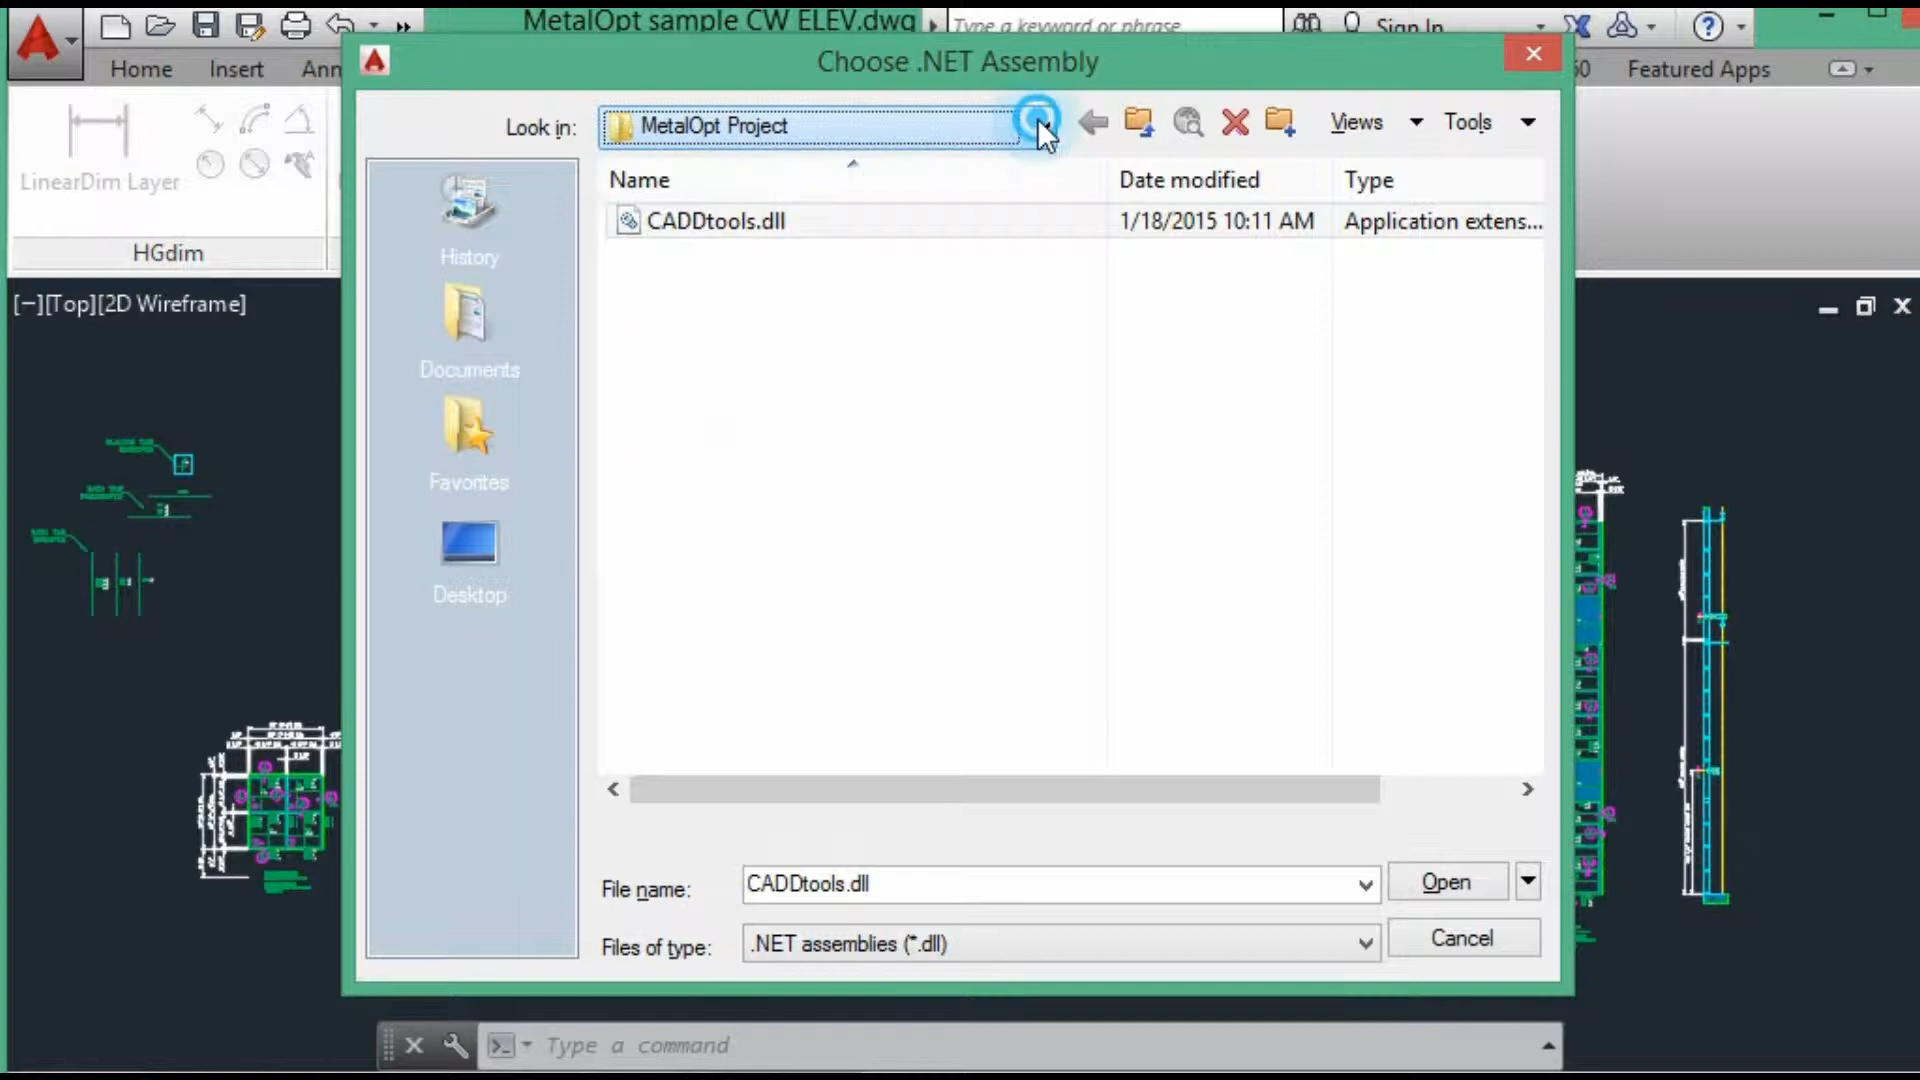 MetalOpt sample CW ELEV.dwg
Type a keyword or phrase
Sign In
Home
Insert
Ann
60
Featured Apps
Choose .NET Assembly
Look in:
MetalOpt Project
Views
Tools
LinearDim Layer
HGdim
Name
Date modified
Type
CADDtools.dll
1/18/2015 10:11 AM
Application extens...
History
Documents
Favorites
Desktop
[−][Top][2D Wireframe]
File name:
CADDtools.dll
Open
Files of type:
.NET assemblies (*.dll)
Cancel
Type a command